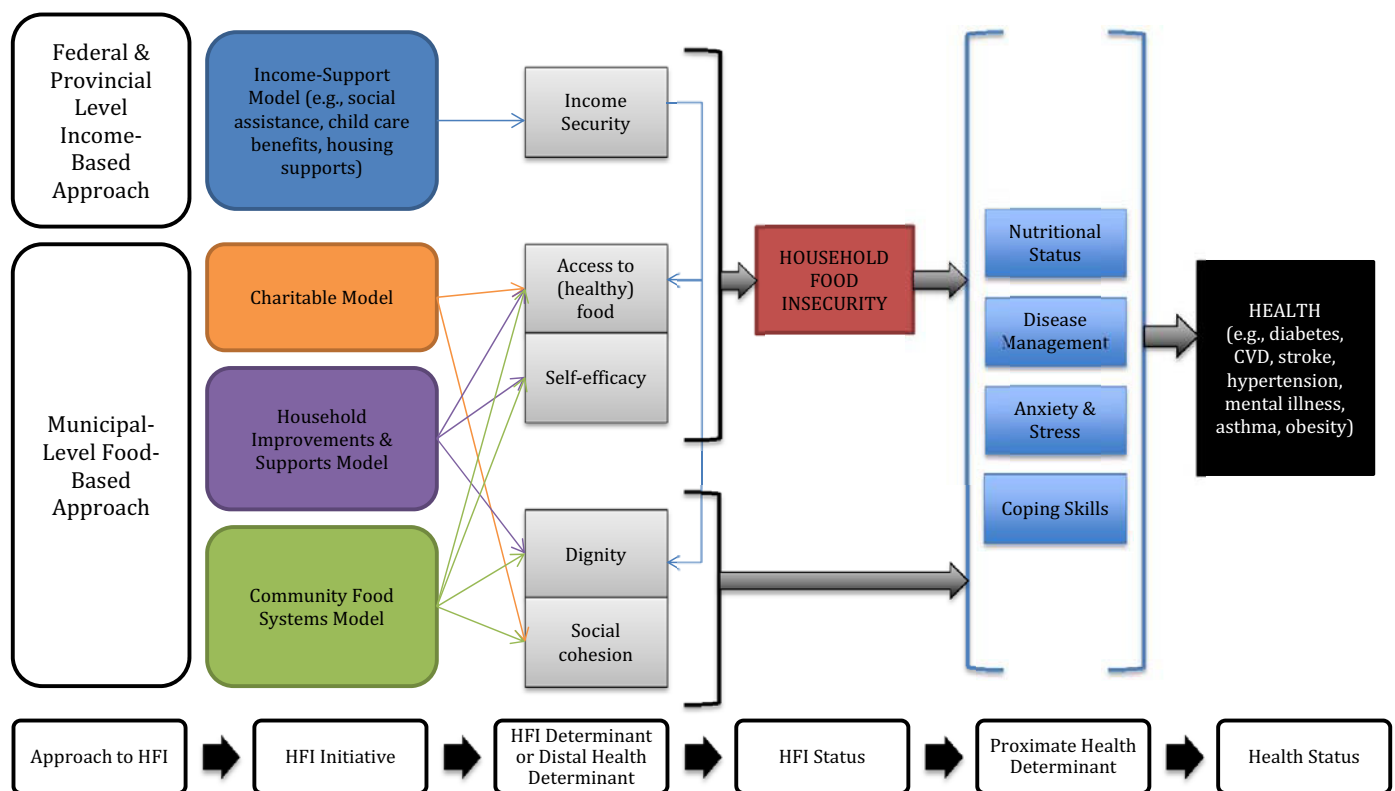 Federal &
Provincial
Level
Income-
Based
Approach
Income-Support
Model (e.g., social
assistance, child care
benefits, housing
supports)
Income
Security
Municipal-
Level Food-
Based
Approach
Charitable Model
Household
Improvements &
Supports Model
Community Food
Systems Model
Access to
(healthy)
food
Self-efficacy
Dignity
Social
cohesion
HOUSEHOLD
FOOD
INSECURITY
Nutritional
Status
Disease
Management
Anxiety &
Stress
Coping Skills
HEALTH
(e.g., diabetes,
CVD, stroke,
hypertension,
mental illness,
asthma, obesity)
Approach to HFI
HFI Initiative
HFI Determinant
or Distal Health
Determinant
HFI Status
Proximate Health
Determinant
Health Status